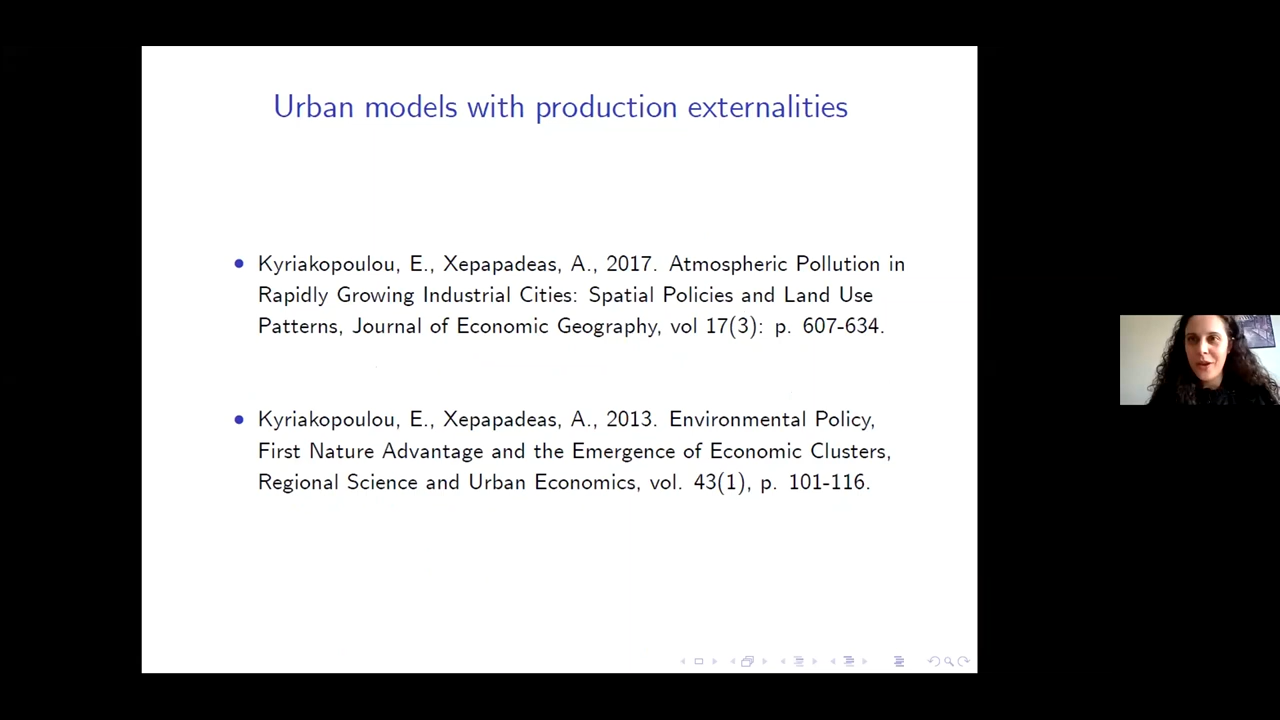 Urban models with production externalities
Kyriakopoulou, E., Xepapadeas, A., 2017. Atmospheric Pollution in
Rapidly Growing Industrial Cities: Spatial Policies and Land Use
Patterns, Journal of Economic Geography, vol 17(3): p. 607-634.
Kyriakopoulou, E., Xepapadeas, A., 2013. Environmental Policy,
First Nature Advantage and the Emergence of Economic Clusters,
Regional Science and Urban Economics, vol. 43(1), p. 101-116.